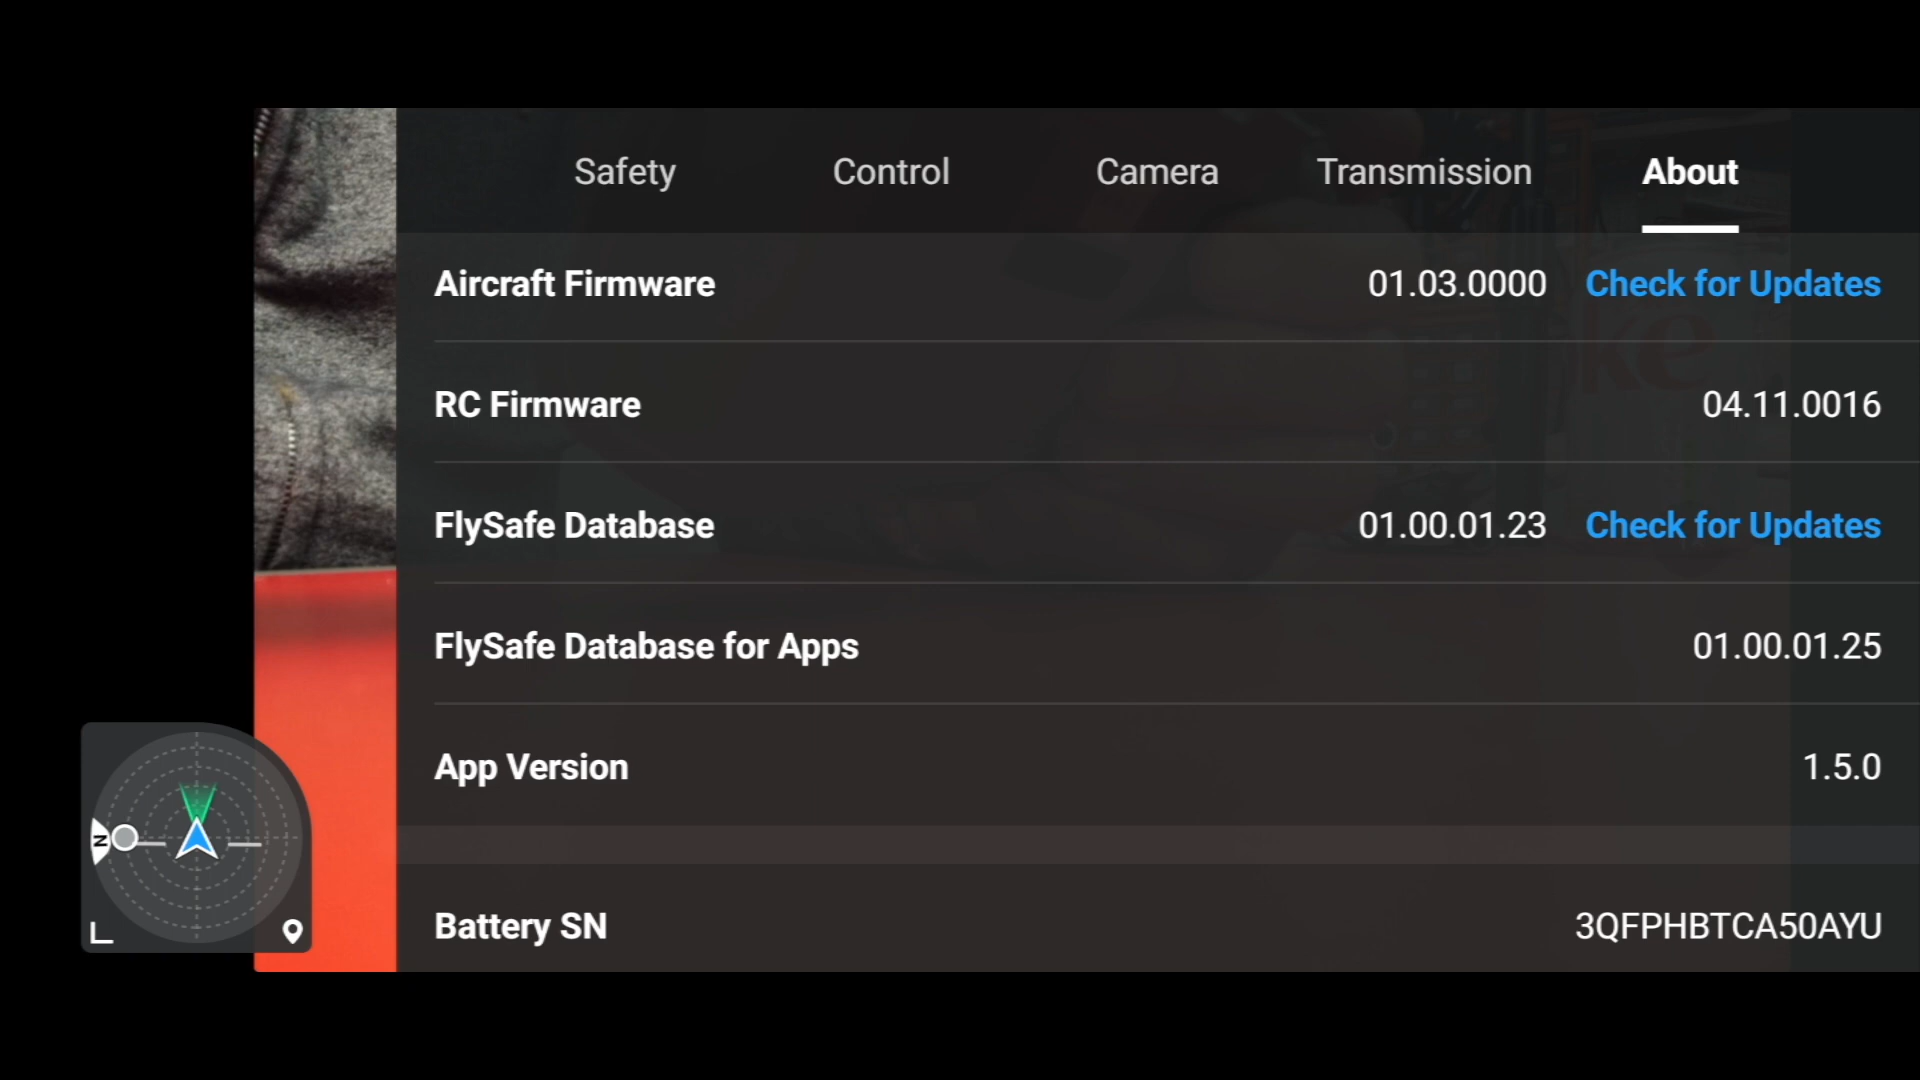 Safety Control Camera Transmission About
Aircraft Firmware 01.03.0000 Check for Updates
RC Firmware 04.11.0016
FlySafe Database 01.00.01.23 Check for Updates
FlySafe Database for Apps 01.00.01.25
App Version 1.5.0
N
Battery SN 3QFPHBTCA50AYU